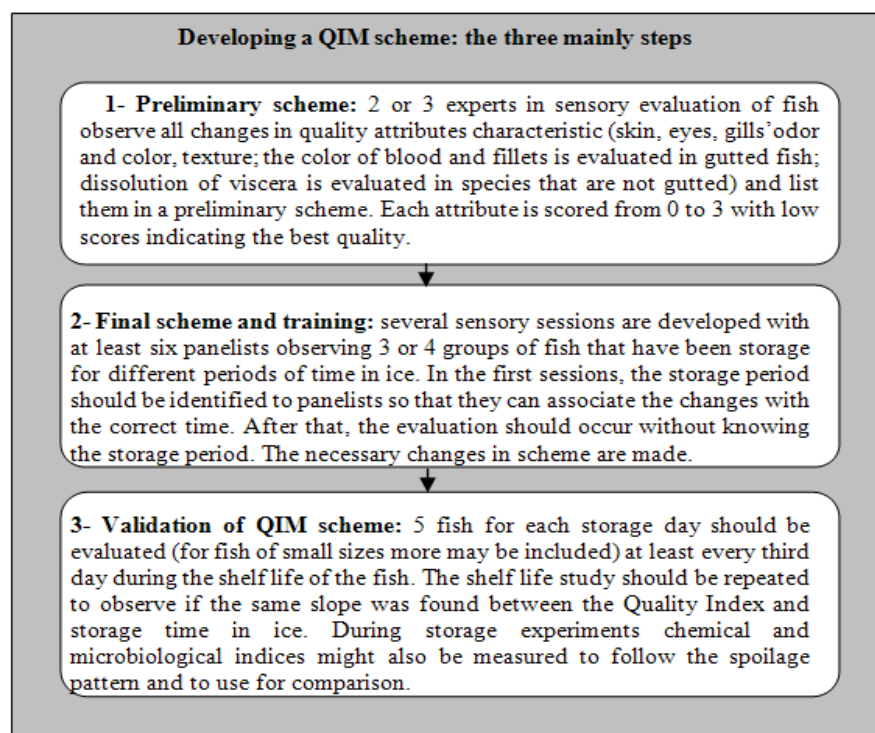 Developing a QIM scheme: the three mainly steps
1- Preliminary scheme: 2 or 3 experts in sensory evaluation of fish
observe all changes in quality attributes characteristic (skin, eyes, gills'odor
and color, texture; the color of blood and fillets is evaluated in gutted fish;
dissolution of viscera is evaluated in species that are not gutted) and list
them in a preliminary scheme. Each attribute is scored from 0 to 3 with low
scores indicating the best quality.
2- Final scheme and training: several sensory sessions are developed with
at least six panelists observing 3 or 4 groups of fish that have been storage
for different periods of time in ice. In the first sessions, the storage period
should be identified to panelists so that they can associate the changes with
the correct time. After that, the evaluation should occur without knowing
the storage period. The necessary changes in scheme are made.
3- Validation of QIM scheme: 5 fish for each storage day should be
evaluated (for fish of small sizes more may be included) at least every third
day during the shelf life of the fish. The shelf life study should be repeated
to observe if the same slope was found between the Quality Index and
storage time in ice. During storage experiments chemical and
microbiological indices might also be measured to follow the spoilage
pattern and to use for comparison.